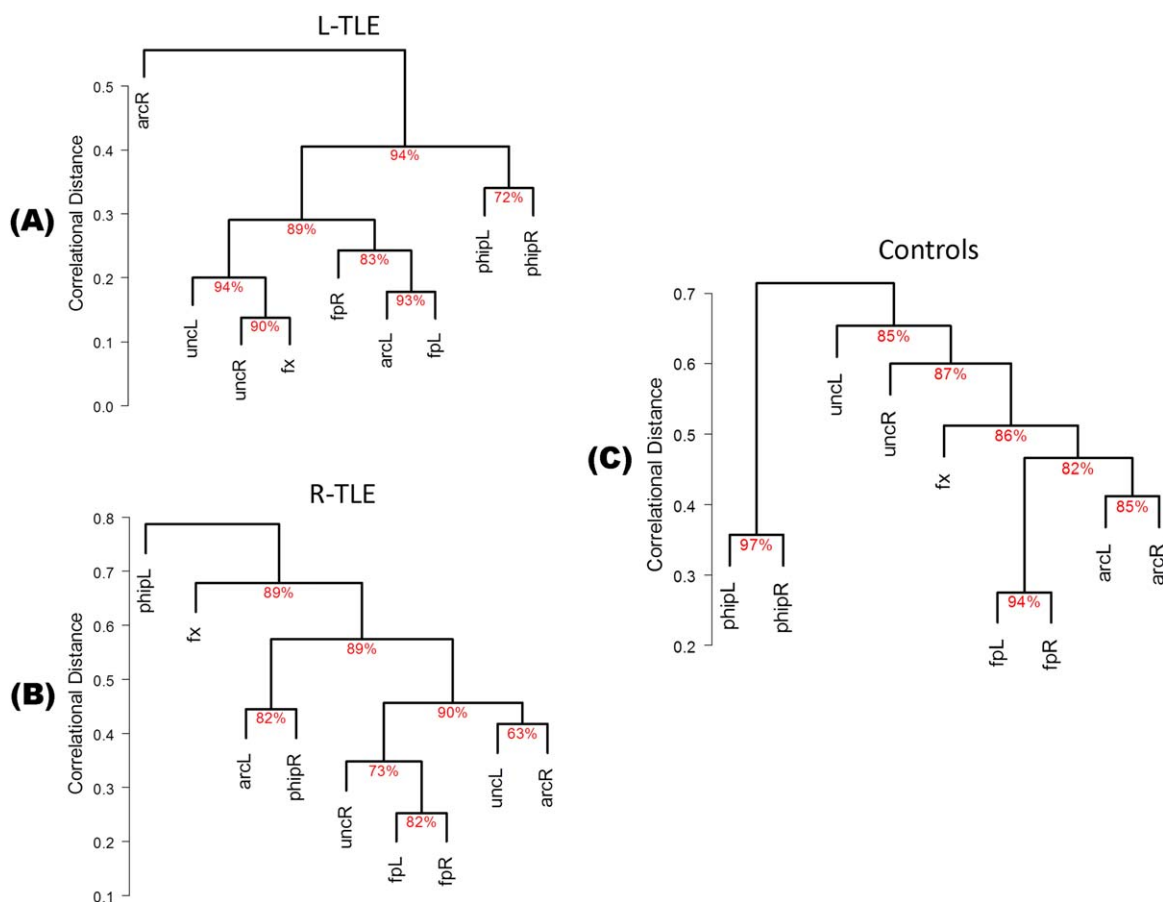 L-TLE
(A)
Correlational Distance
0.5
0.4
0.3
0.2
0.1
0.0
arcR
94%
72%
phipL
phipR
89%
83%
fpR
93%
arcL
fpL
94%
uncL
90%
uncR
fx
R-TLE
(B)
Correlational Distance
0.8
0.7
0.6
0.5
0.4
0.3
0.2
0.1
phipL
89%
fx
89%
82%
arcL
phipR
90%
63%
uncL
arcR
73%
uncR
82%
fpL
fpR
Controls
(C)
Correlational Distance
0.7
0.6
0.5
0.4
0.3
0.2
97%
phipL
phipR
85%
uncL
87%
uncR
86%
fx
82%
85%
arcL
arcR
94%
fpL
fpR